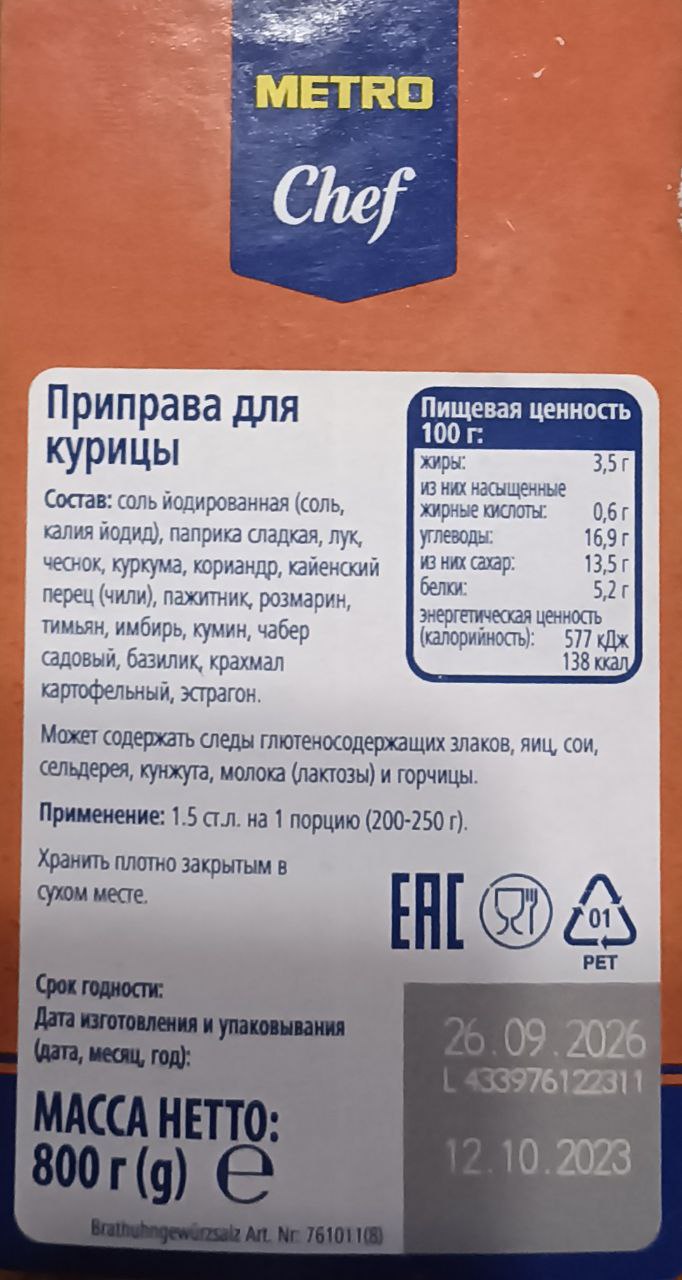 METRO
Chef
Приправа для
курицы
Состав: соль йодированная (соль,
калия йодид), паприка сладкая, лук,
чеснок, куркума, кориандр, кайенский
перец (чили), пажитник, розмарин,
тимьян, имбирь, кумин, чабер
садовый, базилик, крахмал
картофельный, эстрагон.
Пищевая ценность
100 г:
жиры: 3,5 г
из них насыщенные
жирные кислоты: 0,6 г
углеводы: 16,9 г
из них сахар: 13,5 г
белки: 5,2 г
энергетическая ценность
(калорийность): 577 кДж
138 ккал
Может содержать следы глютеносодержащих злаков, яиц, сои,
сельдерея, кунжута, молока (лактозы) и горчицы.
Применение: 1.5 ст.л. на 1 порцию (200-250 г).
Хранить плотно закрытым в
сухом месте.
EAC
01
PET
Срок годности:
Дата изготовления и упаковывания
(дата, месяц, год):
26.09.2026
L 433976122311
12.10.2023
МАССА НЕТТО:
800 г (g) e
Brathuhngewürzsalz Art. Nr: 761011(8)